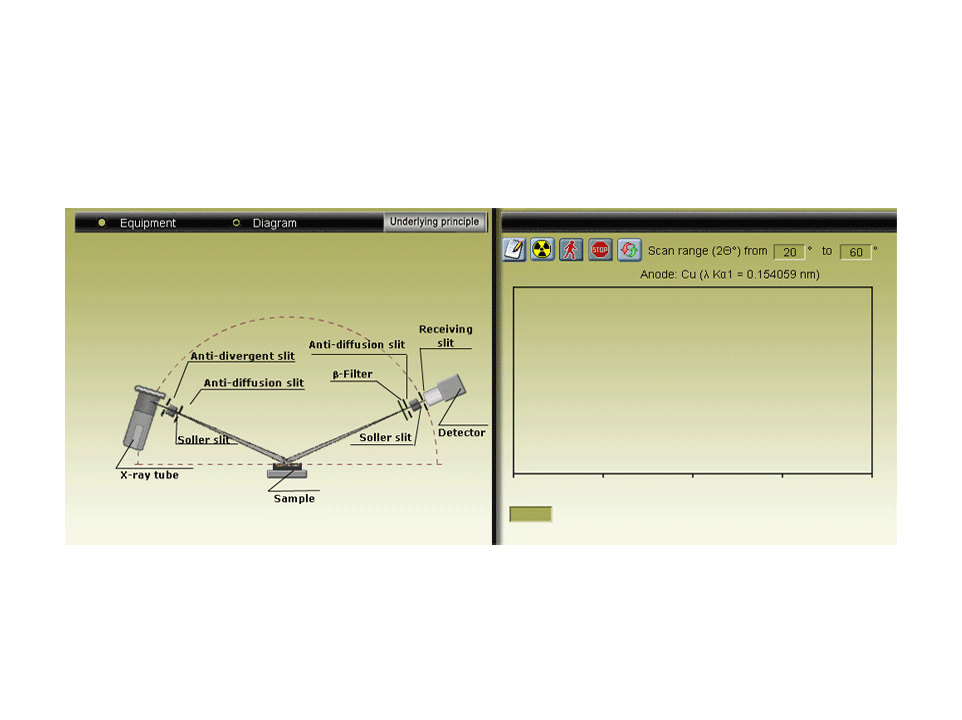 Equipment
Diagram
Underlying principle
STOP
Scan range (2Θ°) from 20 ° to 60 °
Anode: Cu (λ Kα1 = 0.154059 nm)
Receiving
slit
Anti-diffusion slit
Anti-divergent slit
β-Filter
Anti-diffusion slit
Soller slit
Soller slit
Detector
X-ray tube
Sample